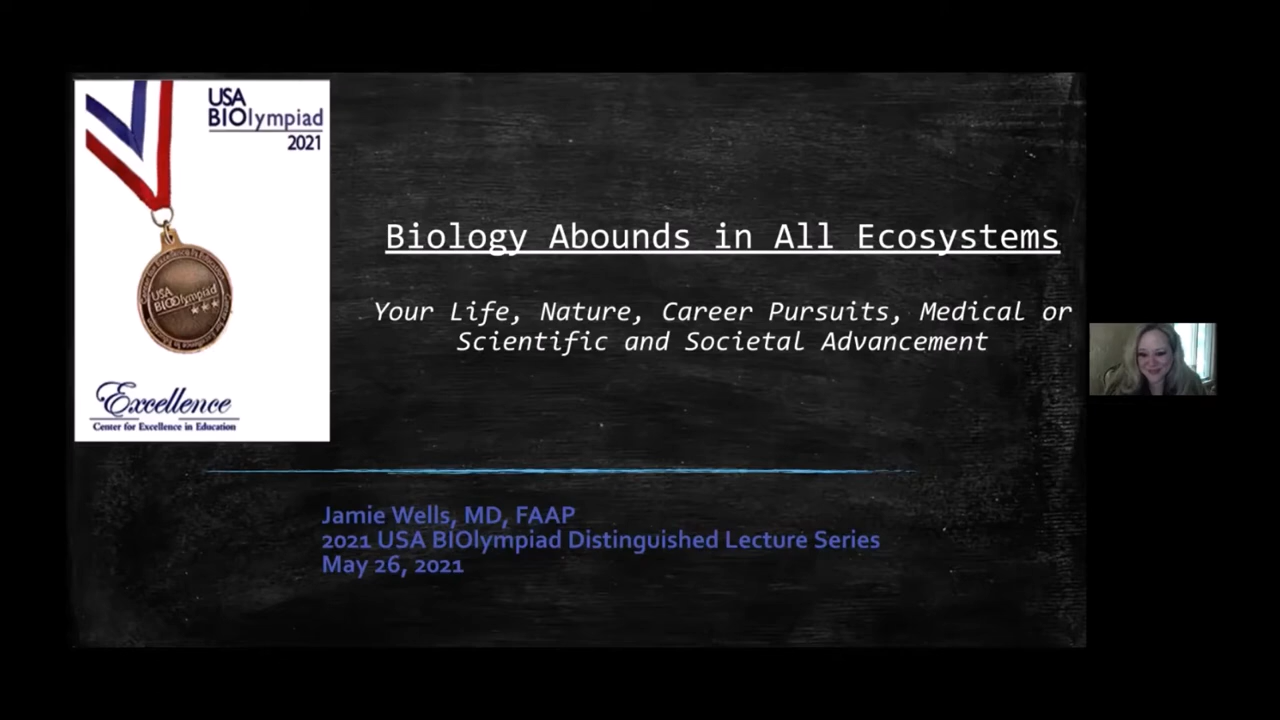 USA
BIOlympiad
2021
USA
BIOlympiad
Excellence
Center for Excellence in Education
Biology Abounds in All Ecosystems
Your Life, Nature, Career Pursuits, Medical or
Scientific and Societal Advancement
Jamie Wells, MD, FAAP
2021 USA BIOlympiad Distinguished Lecture Series
May 26, 2021